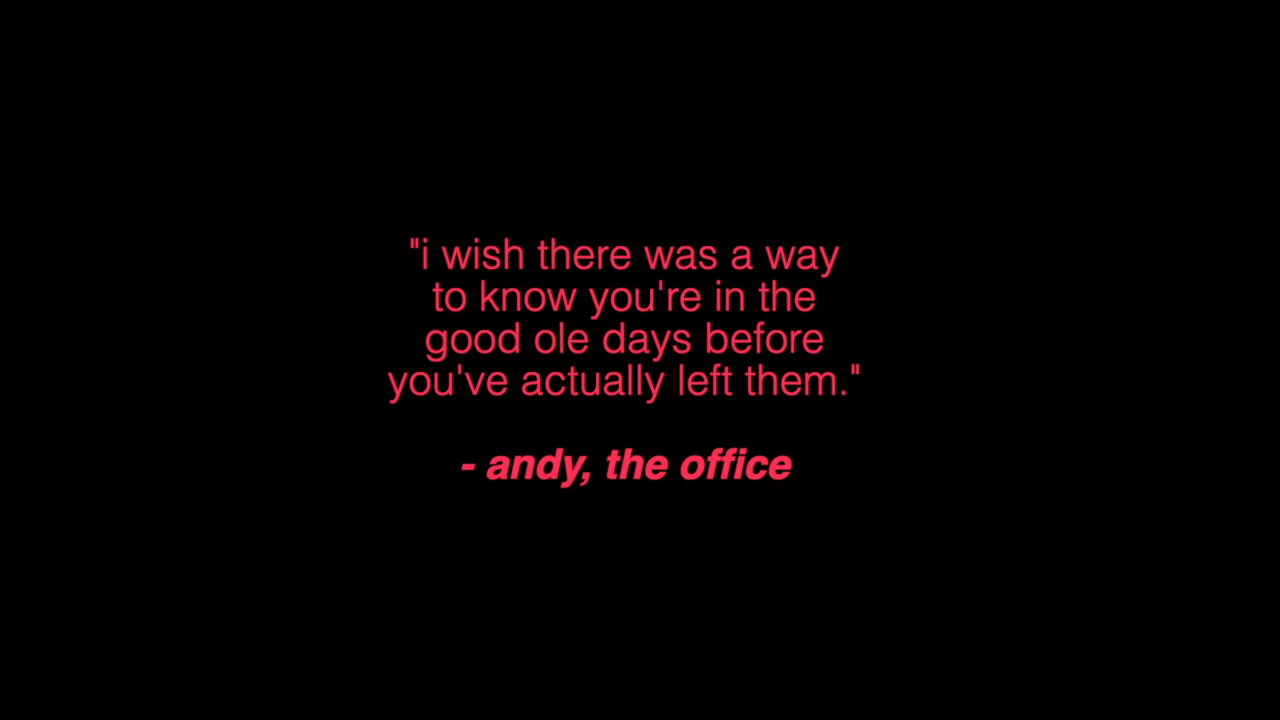 "i wish there was a way
to know you're in the
good ole days before
you've actually left them."
- andy, the office